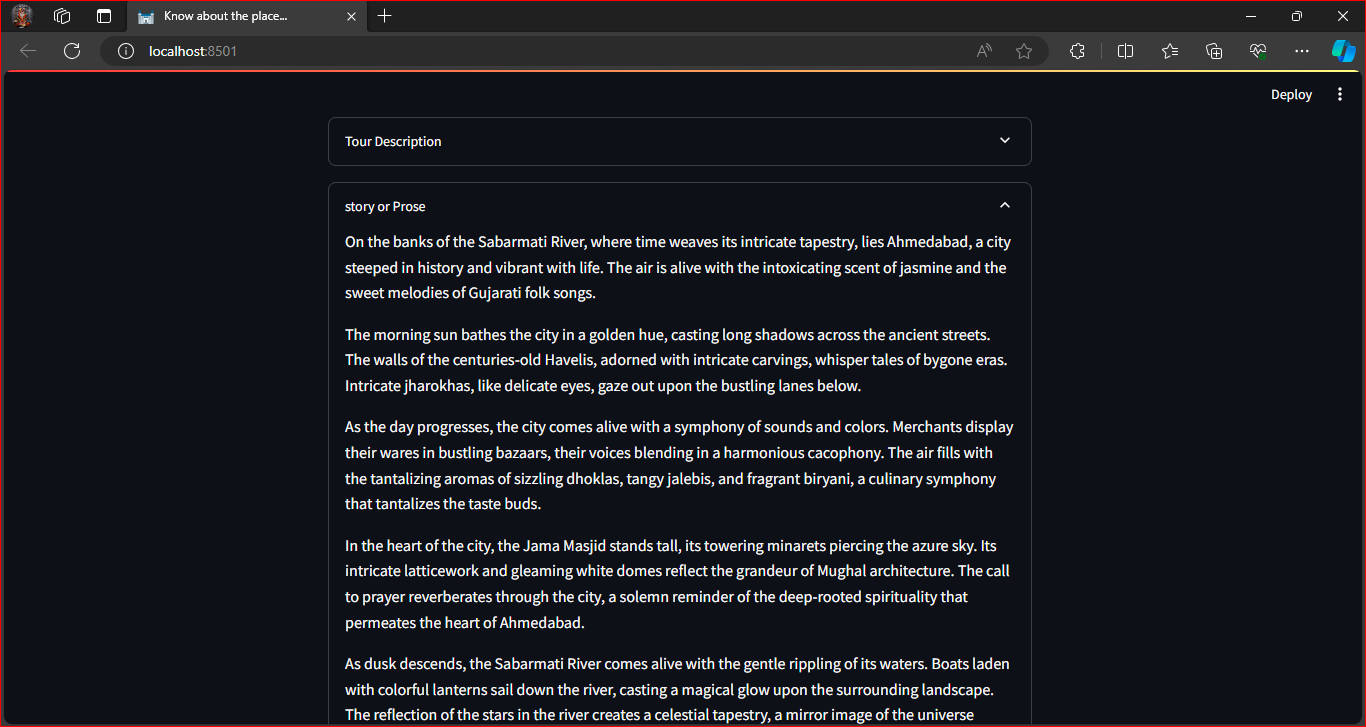 Know about the place...
localhost:8501
Deploy
Tour Description
story or Prose
On the banks of the Sabarmati River, where time weaves its intricate tapestry, lies Ahmedabad, a city
steeped in history and vibrant with life. The air is alive with the intoxicating scent of jasmine and the
sweet melodies of Gujarati folk songs.
The morning sun bathes the city in a golden hue, casting long shadows across the ancient streets.
The walls of the centuries-old Havelis, adorned with intricate carvings, whisper tales of bygone eras.
Intricate jharokhas, like delicate eyes, gaze out upon the bustling lanes below.
As the day progresses, the city comes alive with a symphony of sounds and colors. Merchants display
their wares in bustling bazaars, their voices blending in a harmonious cacophony. The air fills with
the tantalizing aromas of sizzling dhoklas, tangy jalebis, and fragrant biryani, a culinary symphony
that tantalizes the taste buds.
In the heart of the city, the Jama Masjid stands tall, its towering minarets piercing the azure sky. Its
intricate latticework and gleaming white domes reflect the grandeur of Mughal architecture. The call
to prayer reverberates through the city, a solemn reminder of the deep-rooted spirituality that
permeates the heart of Ahmedabad.
As dusk descends, the Sabarmati River comes alive with the gentle rippling of its waters. Boats laden
with colorful lanterns sail down the river, casting a magical glow upon the surrounding landscape.
The reflection of the stars in the river creates a celestial tapestry, a mirror image of the universe